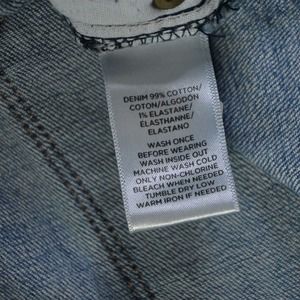 DENIM 99% COTTON/
COTON/ALGODÓN
1% ELASTANE/
ELASTHANNE/
ELASTANO
WASH ONCE
BEFORE WEARING
WASH INSIDE OUT
MACHINE WASH COLD
ONLY NON-CHLORINE
BLEACH WHEN NEEDED
TUMBLE DRY LOW
WARM IRON IF NEEDED